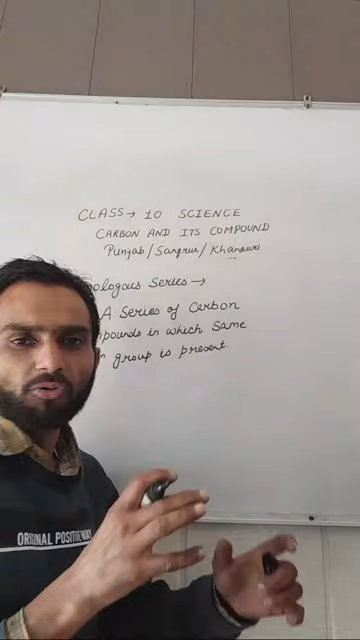 CLASS → 10 SCIENCE
CARBON AND ITS COMPOUND
Punjab/Sangrur/Khanauri
ologous Series →
A Series of Carbon
mpounds in which Same
n group is present.
ORIGINAL POSITIVE WAY